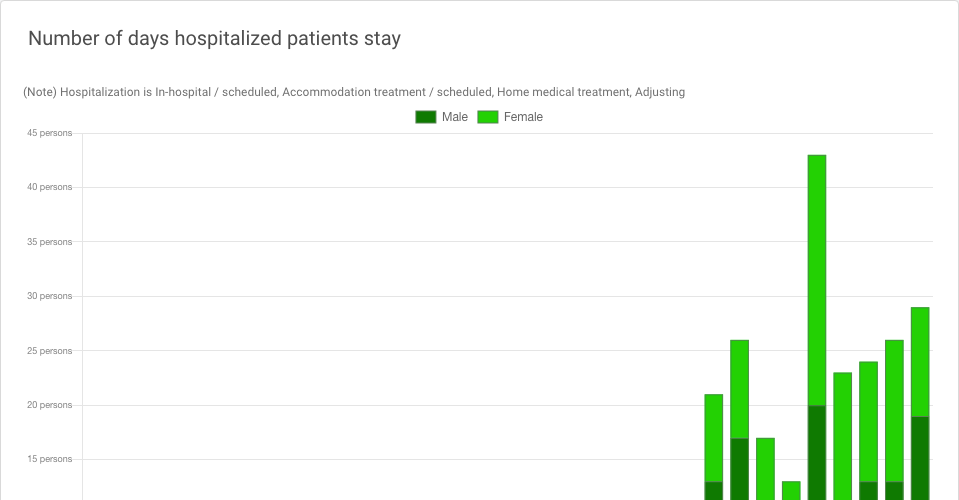 Number of days hospitalized patients stay
(Note) Hospitalization is In-hospital / scheduled, Accommodation treatment / scheduled, Home medical treatment, Adjusting
Male Female
45 persons
40 persons
35 persons
30 persons
25 persons
20 persons
15 persons